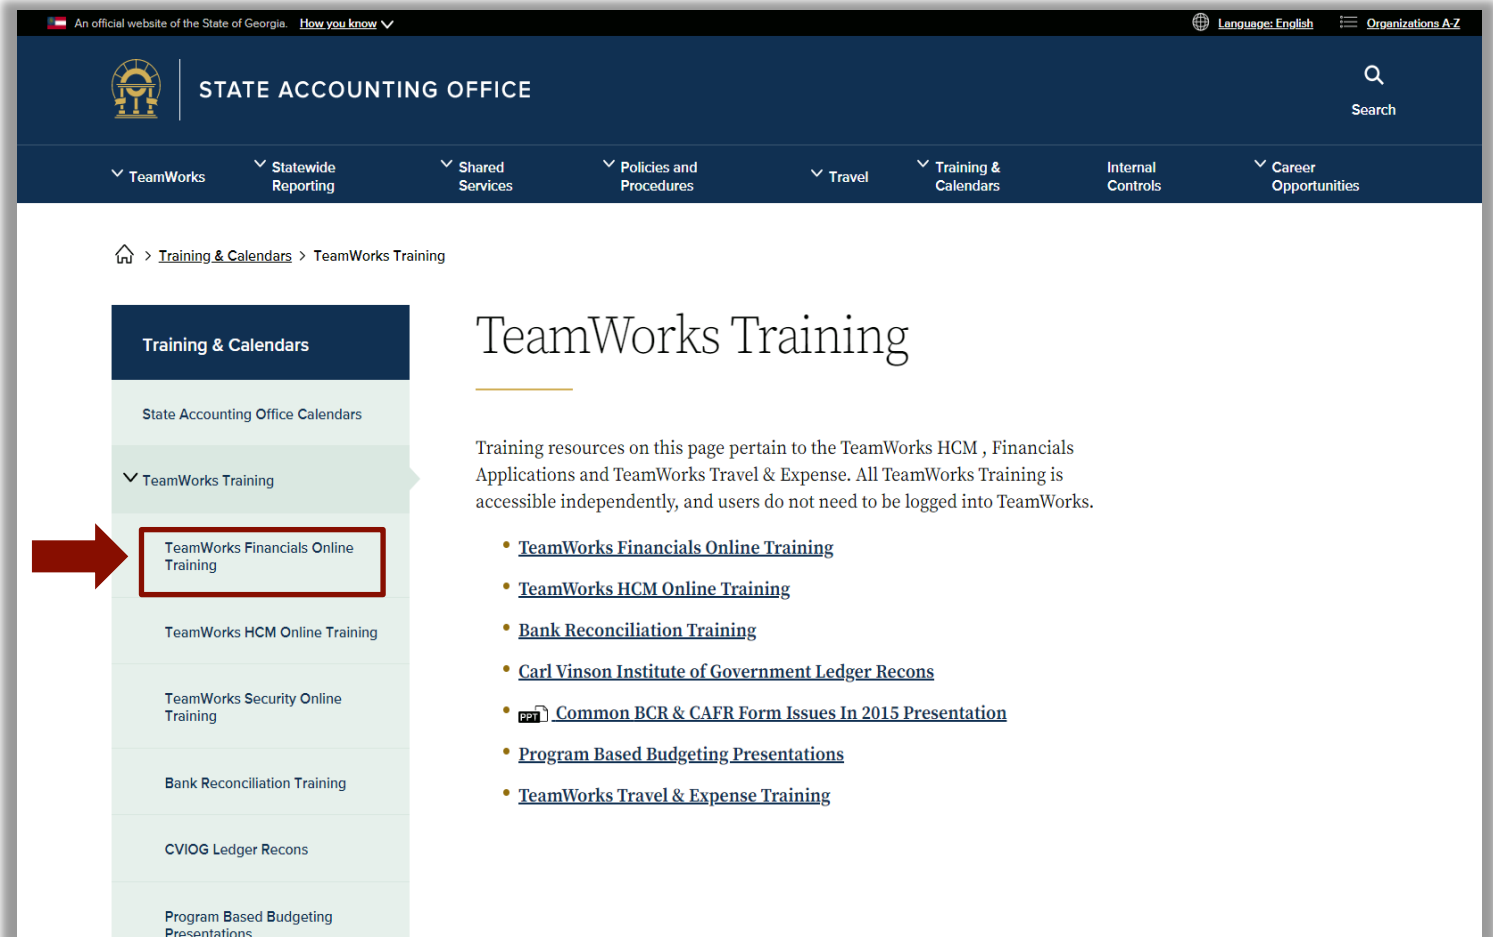 An official website of the State of Georgia. How you know
Language: English
Organizations A-Z
STATE ACCOUNTING OFFICE
Search
TeamWorks
Statewide
Reporting
Shared
Services
Policies and
Procedures
Travel
Training &
Calendars
Internal
Controls
Career
Opportunities
> Training & Calendars > TeamWorks Training
Training & Calendars
State Accounting Office Calendars
TeamWorks Training
TeamWorks Financials Online
Training
TeamWorks HCM Online Training
TeamWorks Security Online
Training
Bank Reconciliation Training
CVIOG Ledger Recons
Program Based Budgeting
Presentations
TeamWorks Training
Training resources on this page pertain to the TeamWorks HCM , Financials
Applications and TeamWorks Travel & Expense. All TeamWorks Training is
accessible independently, and users do not need to be logged into TeamWorks.
• TeamWorks Financials Online Training
• TeamWorks HCM Online Training
• Bank Reconciliation Training
• Carl Vinson Institute of Government Ledger Recons
• PPT Common BCR & CAFR Form Issues In 2015 Presentation
• Program Based Budgeting Presentations
• TeamWorks Travel & Expense Training